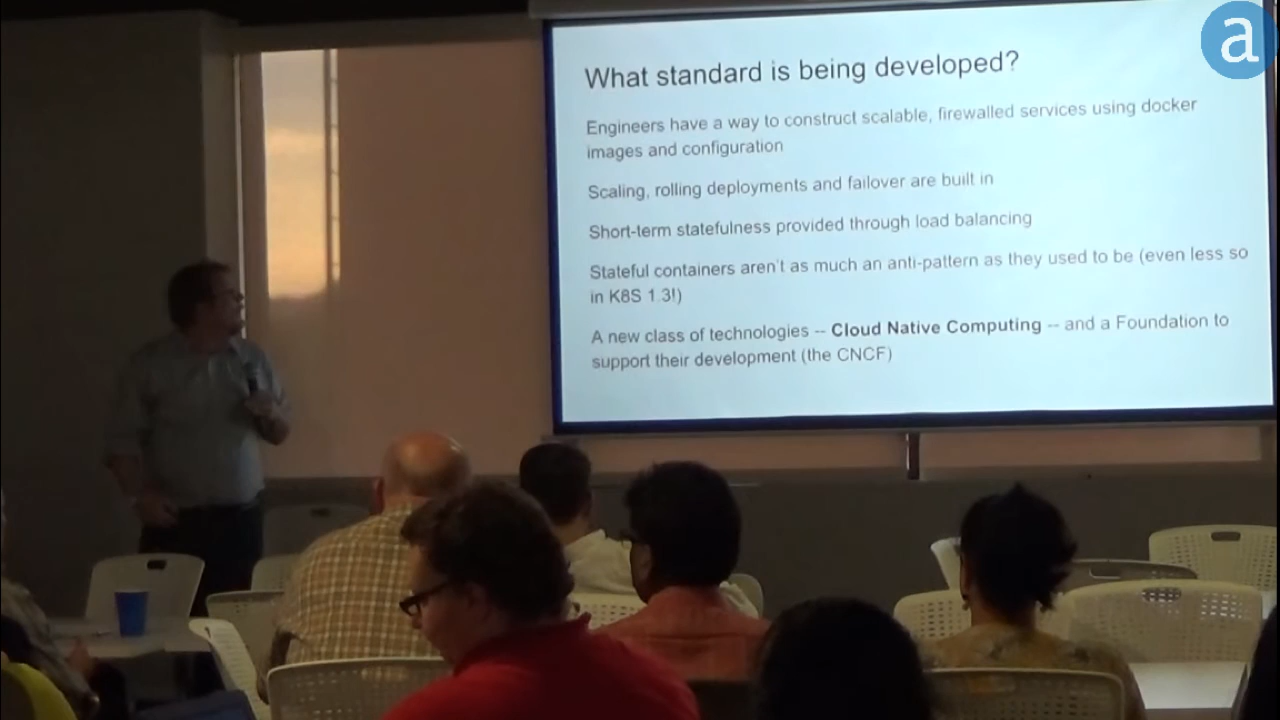 What standard is being developed?
Engineers have a way to construct scalable, firewalled services using docker
images and configuration
Scaling, rolling deployments and failover are built in
Short-term statefulness provided through load balancing
Stateful containers aren't as much an anti-pattern as they used to be (even less so
in K8S 1.3!)
A new class of technologies -- Cloud Native Computing -- and a Foundation to
support their development (the CNCF)
a